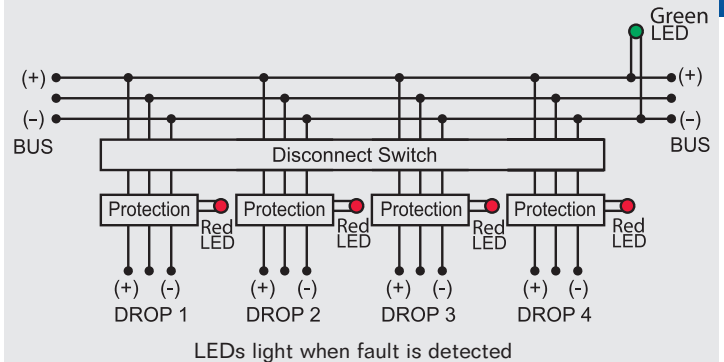 Green
LED
(+) (+)
(-) (-)
BUS BUS
Disconnect Switch
Protection Protection Protection Protection
Red Red Red Red
LED LED LED LED
(+) (-) (+) (-) (+) (-) (+) (-)
DROP 1 DROP 2 DROP 3 DROP 4
LEDs light when fault is detected